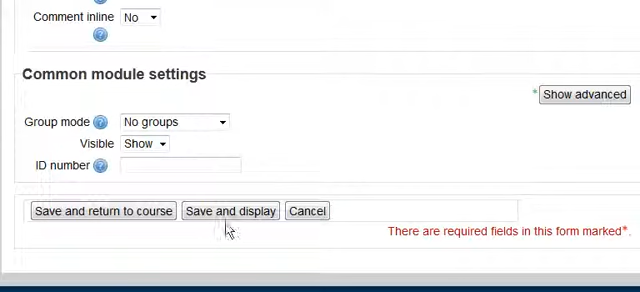 Comment inline No
Common module settings
* Show advanced
Group mode No groups
Visible Show
ID number
Save and return to course Save and display Cancel
There are required fields in this form marked*.